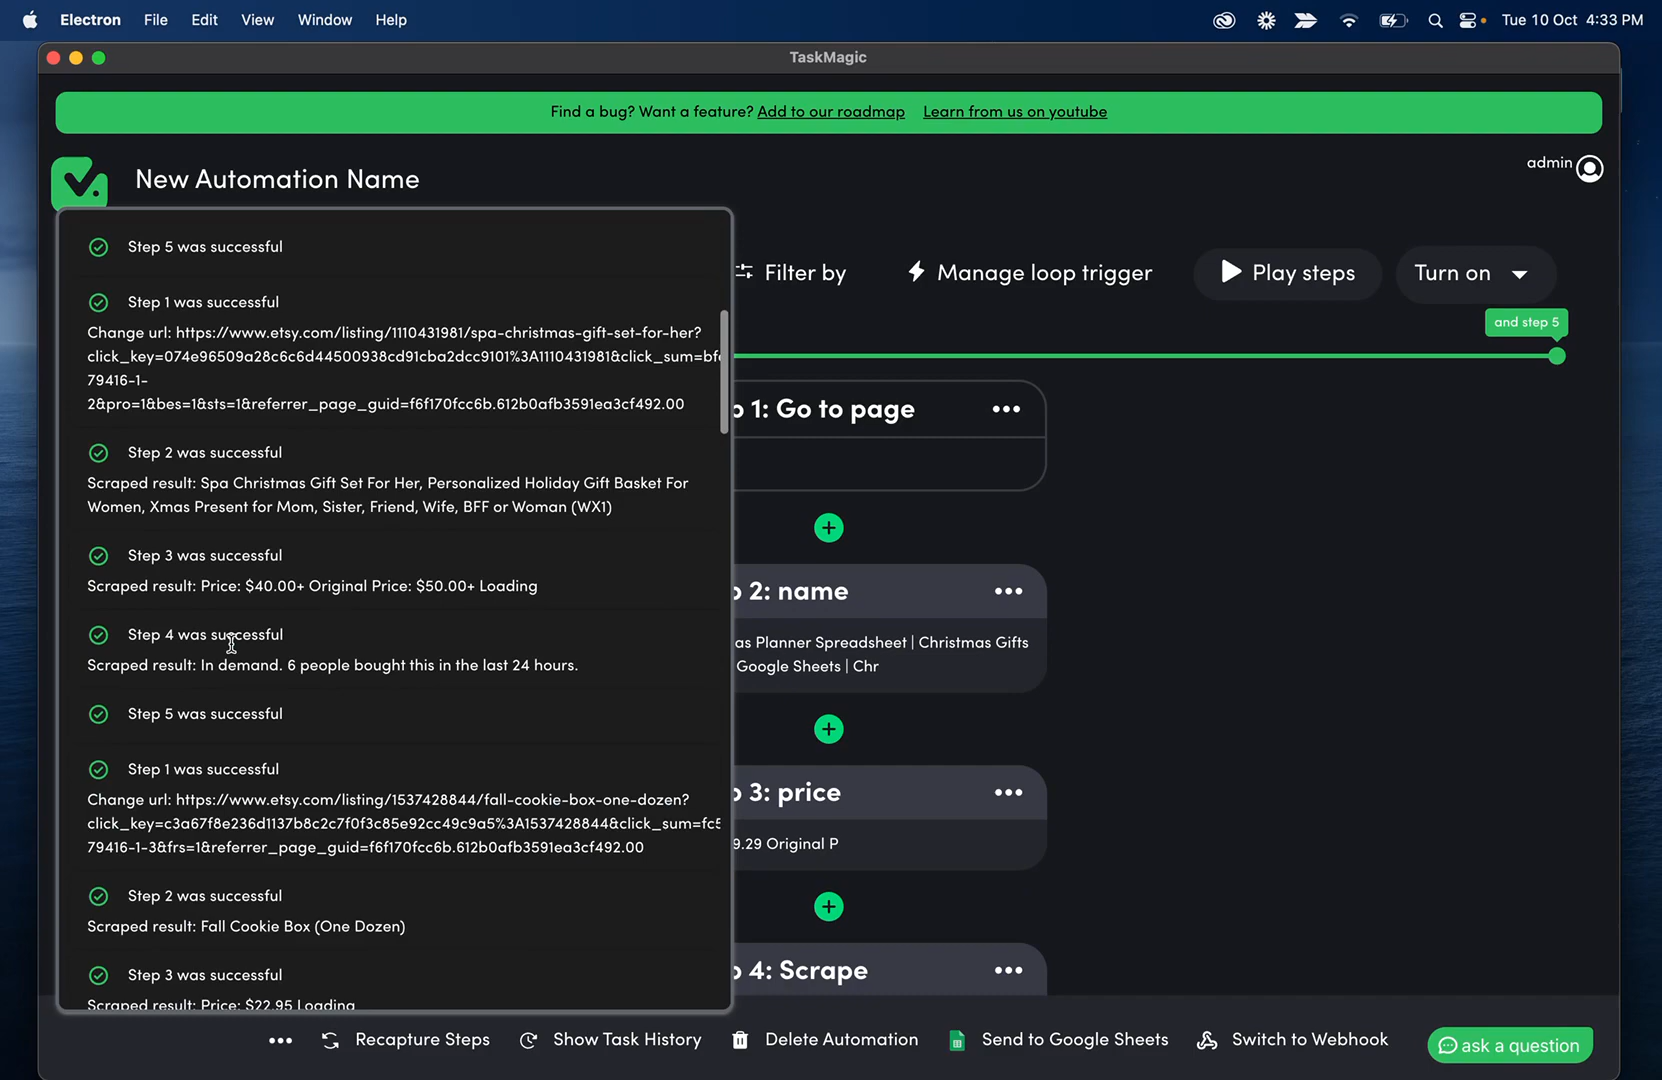 Electron File Edit View Window Help Tue 10 Oct 4:33 PM
TaskMagic
Find a bug? Want a feature? Add to our roadmap Learn from us on youtube
New Automation Name
admin
Filter by Manage loop trigger Play steps Turn on
and step 5
Step 5 was successful
Step 1 was successful
Change url: https://www.etsy.com/listing/1110431981/spa-christmas-gift-set-for-her?
click_key=074e96509a28c6c6d44500938cd91cba2dcc9101%3A1110431981&click_sum=bf
79416-1-
2&pro=1&bes=1&sts=1&referrer_page_guid=f6f170fcc6b.612b0afb3591ea3cf492.00
Step 2 was successful
Scraped result: Spa Christmas Gift Set For Her, Personalized Holiday Gift Basket For
Women, Xmas Present for Mom, Sister, Friend, Wife, BFF or Woman (WX1)
Step 3 was successful
Scraped result: Price: $40.00+ Original Price: $50.00+ Loading
Step 4 was successful
Scraped result: In demand. 6 people bought this in the last 24 hours.
Step 5 was successful
Step 1 was successful
Change url: https://www.etsy.com/listing/1537428844/fall-cookie-box-one-dozen?
click_key=c3a67f8e236d1137b8c2c7f0f3c85e92cc49c9a5%3A1537428844&click_sum=fc5
79416-1-3&frs=1&referrer_page_guid=f6f170fcc6b.612b0afb3591ea3cf492.00
Step 2 was successful
Scraped result: Fall Cookie Box (One Dozen)
Step 3 was successful
Scraped result: Price: $22.95 Loading
p 1: Go to page
p 2: name
as Planner Spreadsheet | Christmas Gifts
Google Sheets | Chr
p 3: price
9.29 Original P
p 4: Scrape
Recapture Steps Show Task History Delete Automation Send to Google Sheets Switch to Webhook ask a question